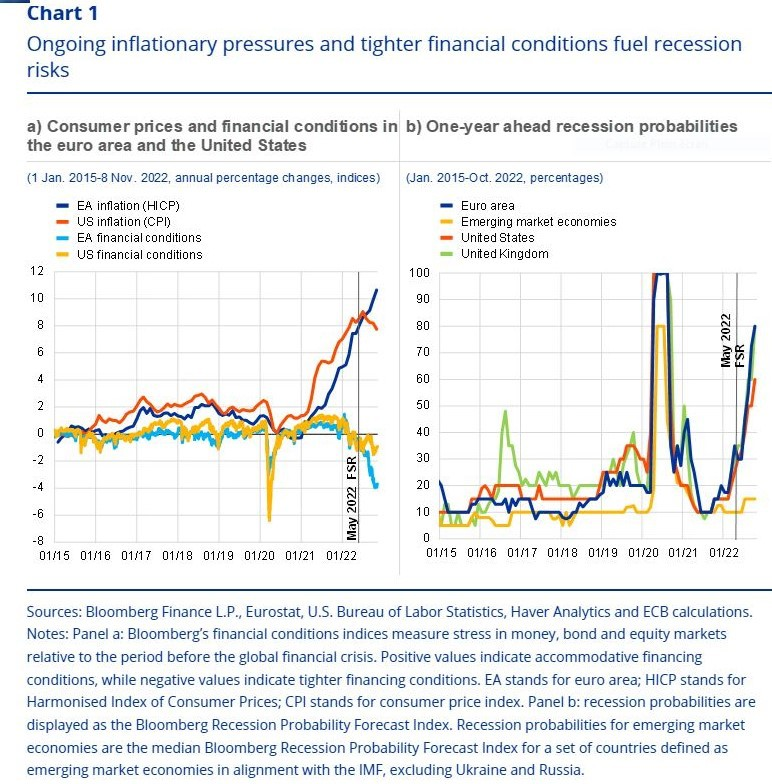 Chart 1
Ongoing inflationary pressures and tighter financial conditions fuel recession
risks
a) Consumer prices and financial conditions in
the euro area and the United States
(1 Jan. 2015-8 Nov. 2022, annual percentage changes, indices)
EA inflation (HICP)
US inflation (CPI)
EA financial conditions
US financial conditions
12
10
8
6
4
2
0
-2
-4
-6
-8
May 2022 FSR
01/15 01/16 01/17 01/18 01/19 01/20 01/21 01/22
b) One-year ahead recession probabilities
(Jan. 2015-Oct. 2022, percentages)
Euro area
Emerging market economies
United States
United Kingdom
100
90
80
70
60
50
40
30
20
10
0
May 2022
FSR
01/15 01/16 01/17 01/18 01/19 01/20 01/21 01/22
Sources: Bloomberg Finance L.P., Eurostat, U.S. Bureau of Labor Statistics, Haver Analytics and ECB calculations.
Notes: Panel a: Bloomberg's financial conditions indices measure stress in money, bond and equity markets
relative to the period before the global financial crisis. Positive values indicate accommodative financing
conditions, while negative values indicate tighter financing conditions. EA stands for euro area; HICP stands for
Harmonised Index of Consumer Prices; CPI stands for consumer price index. Panel b: recession probabilities are
displayed as the Bloomberg Recession Probability Forecast Index. Recession probabilities for emerging market
economies are the median Bloomberg Recession Probability Forecast Index for a set of countries defined as
emerging market economies in alignment with the IMF, excluding Ukraine and Russia.